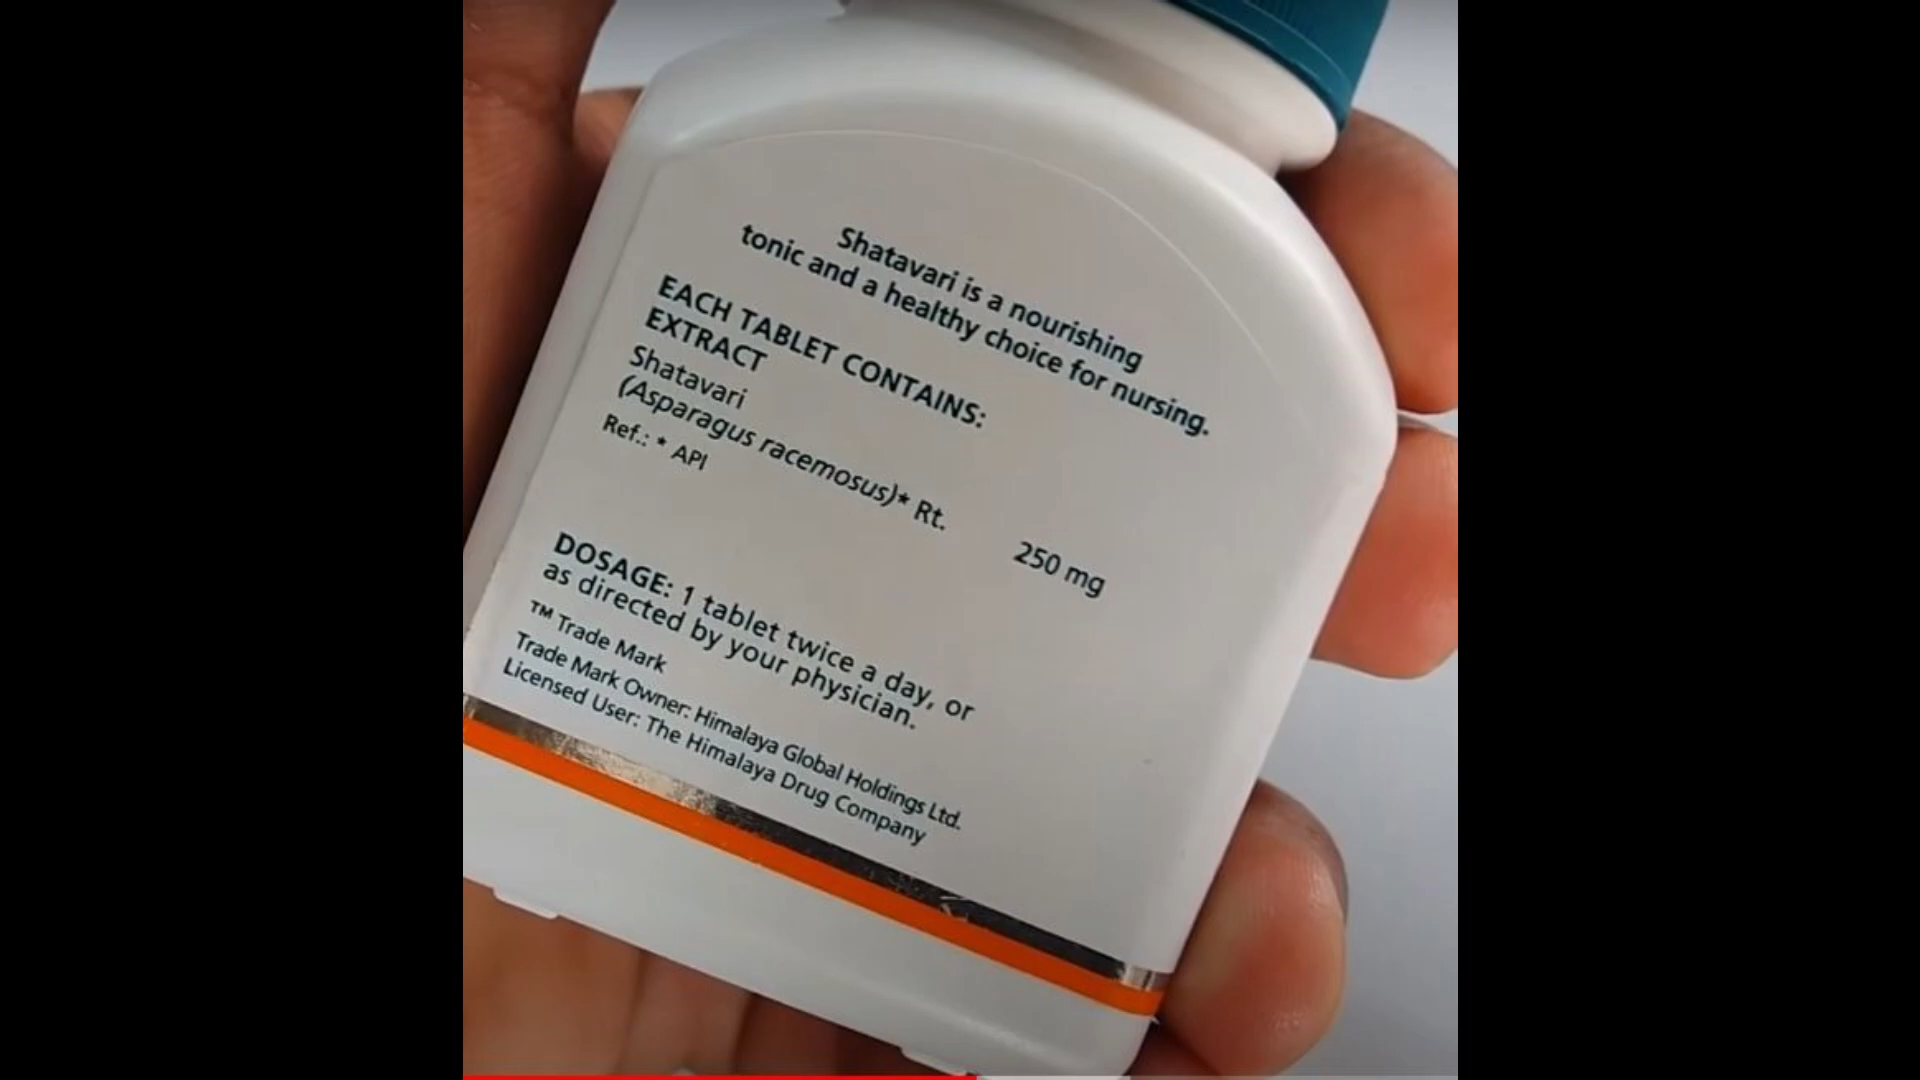 Shatavari is a nourishing
tonic and a healthy choice for nursing.
EACH TABLET CONTAINS:
EXTRACT
Shatavari
(Asparagus racemosus)* Rt. 250 mg
Ref.: * API
DOSAGE: 1 tablet twice a day, or
as directed by your physician.
™ Trade Mark
Trade Mark Owner: Himalaya Global Holdings Ltd.
Licensed User: The Himalaya Drug Company